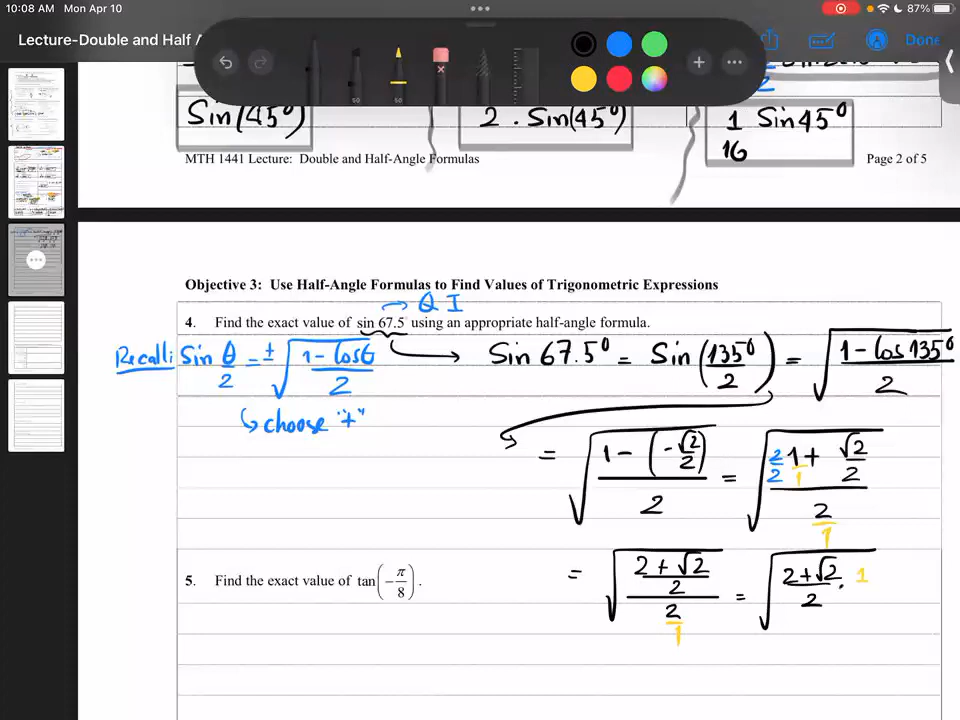 10:08 AM Mon Apr 10
87%
Lecture-Double and Half A
Done
50
50
Sin(45°)
2 · Sin(45°)
1 Sin45°
16
MTH 1441 Lecture: Double and Half-Angle Formulas
Page 2 of 5
Objective 3: Use Half-Angle Formulas to Find Values of Trigonometric Expressions
→ Q I
4. Find the exact value of sin 67.5° using an appropriate half-angle formula.
Recall: Sin θ/2 = ± √((1 - Cosθ)/2)
→ Sin 67.5° = Sin (135°/2) = √((1 - Cos 135°)/2)
↳ choose "+"
= √((1 - (-√2/2))/2) = √((2/2 1/1 + √2/2)/(2/1))
= √(((2 + √2)/2)/(2/1)) = √((2+√2)/2 · 1
5. Find the exact value of tan(-π/8).